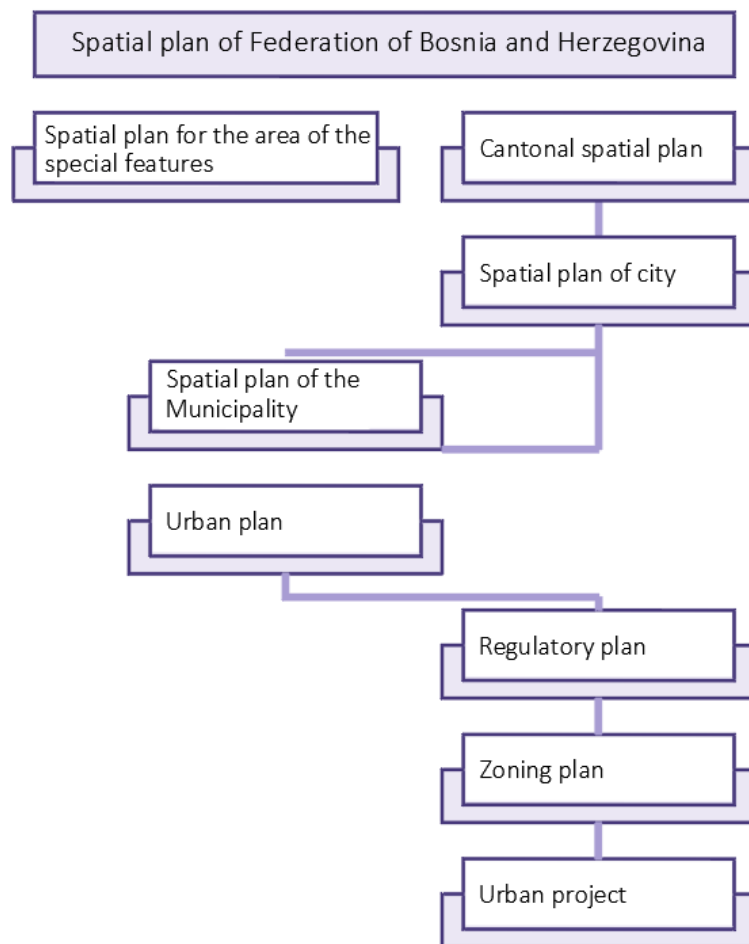 Spatial plan of Federation of Bosnia and Herzegovina
Spatial plan for the area of the
special features
Cantonal spatial plan
Spatial plan of city
Spatial plan of the
Municipality
Urban plan
Regulatory plan
Zoning plan
Urban project